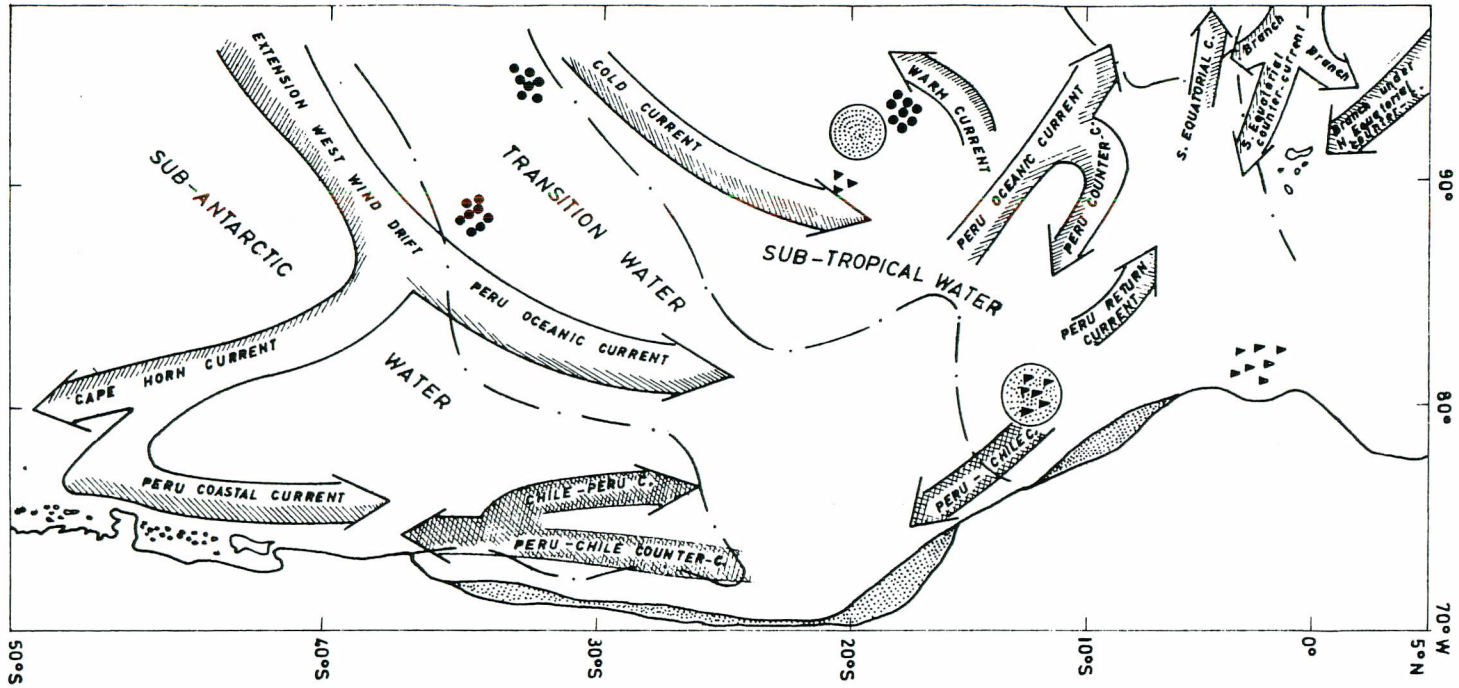 EXTENSION WEST WIND DRIFT
SUB-ANTARCTIC
WATER
TRANSITION WATER
COLD CURRENT
WARM CURRENT
SUB-TROPICAL WATER
PERU OCEANIC CURRENT
PERU OCEANIC CURRENT
PERU COUNTER-C.
PERU RETURN
CURRENT
S. EQUATORIAL C.
Branch
S. Equatorial
counter-current
Branch
Branch under
N. Equatorial
CAPE HORN CURRENT
PERU COASTAL CURRENT
CHILE-PERU C.
PERU-CHILE COUNTER-C.
PERU-CHILE C.
90°
80°
70°W
50°S
40°S
30°S
20°S
10°S
0°
5°N